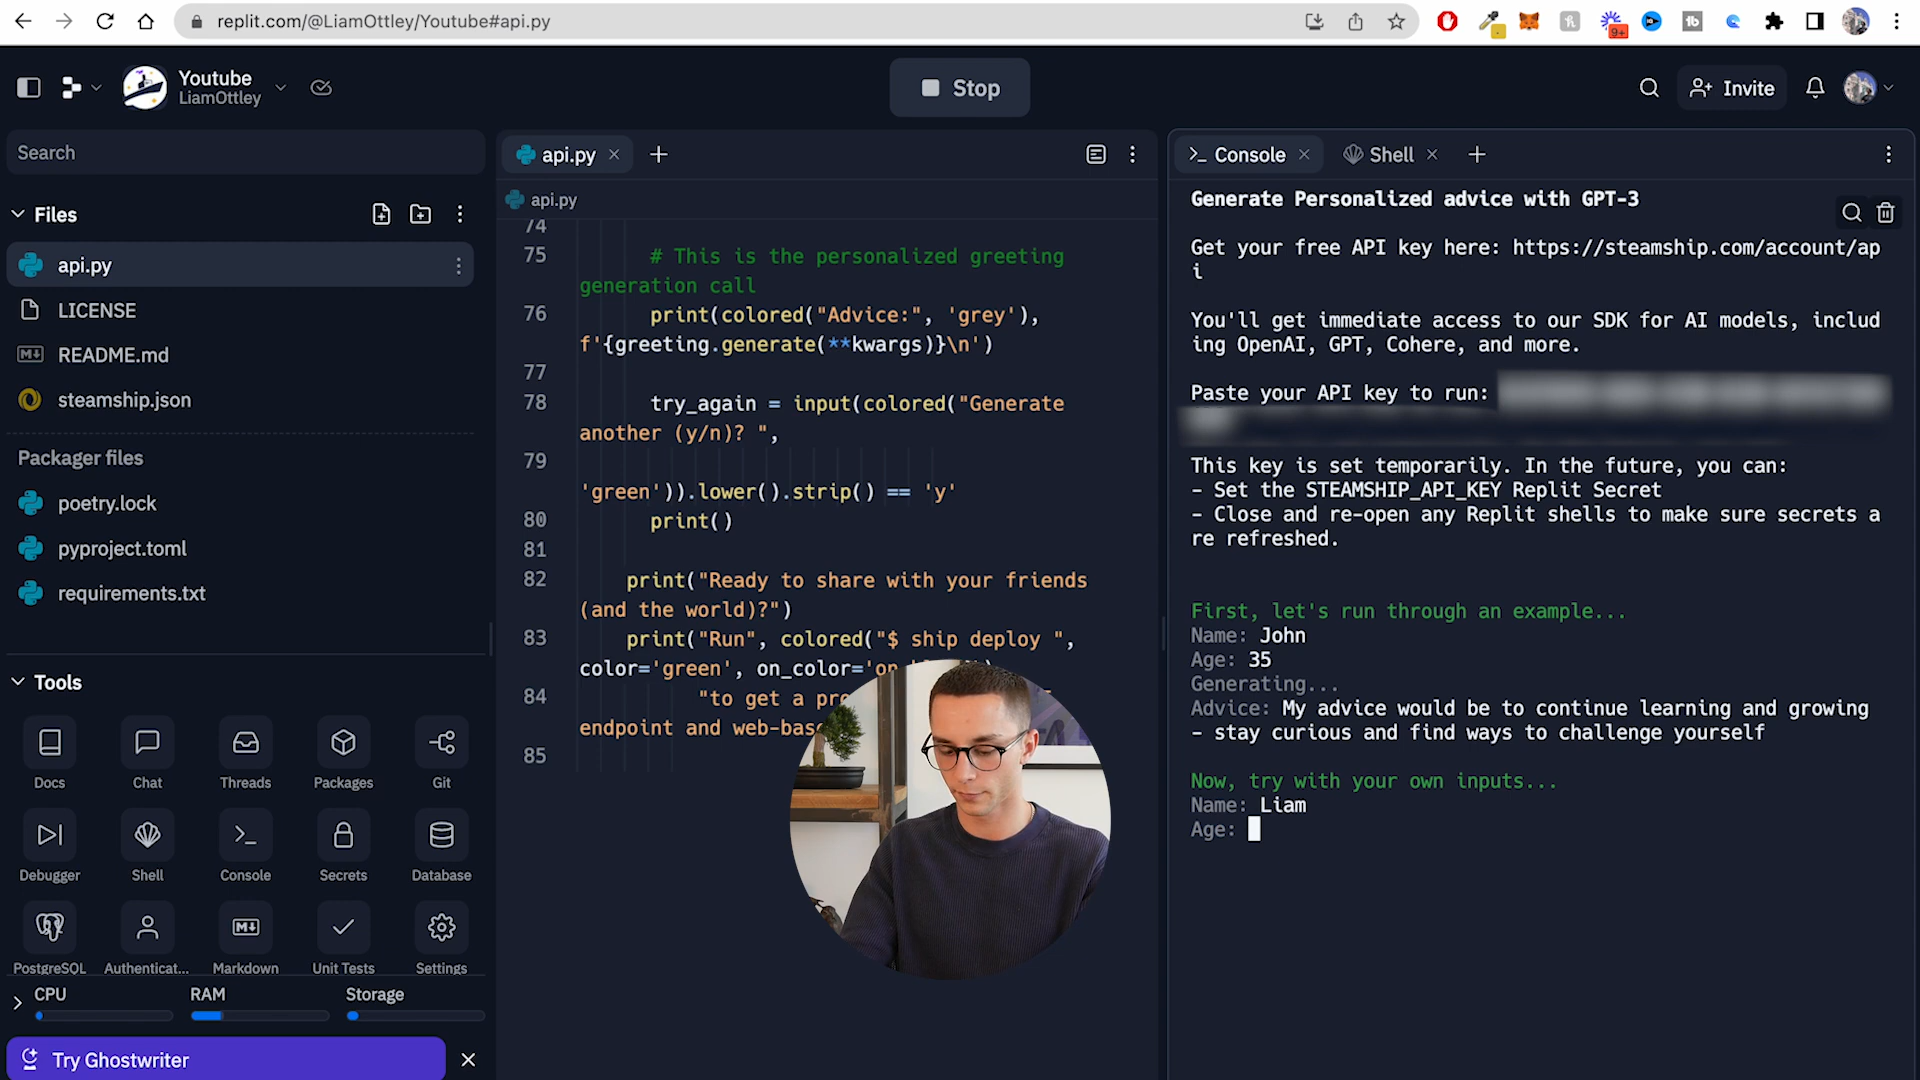 replit.com/@LiamOttley/Youtube#api.py
9+
Youtube
LiamOttley
Stop
Invite
Search
Files
api.py
LICENSE
README.md
steamship.json
Packager files
poetry.lock
pyproject.toml
requirements.txt
Tools
Docs
Chat
Threads
Packages
Git
Debugger
Shell
Console
Secrets
Database
PostgreSQL
Authenticat...
Markdown
Unit Tests
Settings
CPU
RAM
Storage
Try Ghostwriter
api.py
api.py
74
75 # This is the personalized greeting
generation call
76 print(colored("Advice:", 'grey'),
f'{greeting.generate(**kwargs)}\n')
77
78 try_again = input(colored("Generate
another (y/n)? ",
79
'green')).lower().strip() == 'y'
80 print()
81
82 print("Ready to share with your friends
(and the world)?")
83 print("Run", colored("$ ship deploy ",
color='green', on_color='on
84 "to get a pro
endpoint and web-bas
85
Console
Shell
Generate Personalized advice with GPT-3
Get your free API key here: https://steamship.com/account/ap
i
You'll get immediate access to our SDK for AI models, includ
ing OpenAI, GPT, Cohere, and more.
Paste your API key to run:
This key is set temporarily. In the future, you can:
- Set the STEAMSHIP_API_KEY Replit Secret
- Close and re-open any Replit shells to make sure secrets a
re refreshed.
First, let's run through an example...
Name: John
Age: 35
Generating...
Advice: My advice would be to continue learning and growing
- stay curious and find ways to challenge yourself
Now, try with your own inputs...
Name: Liam
Age: